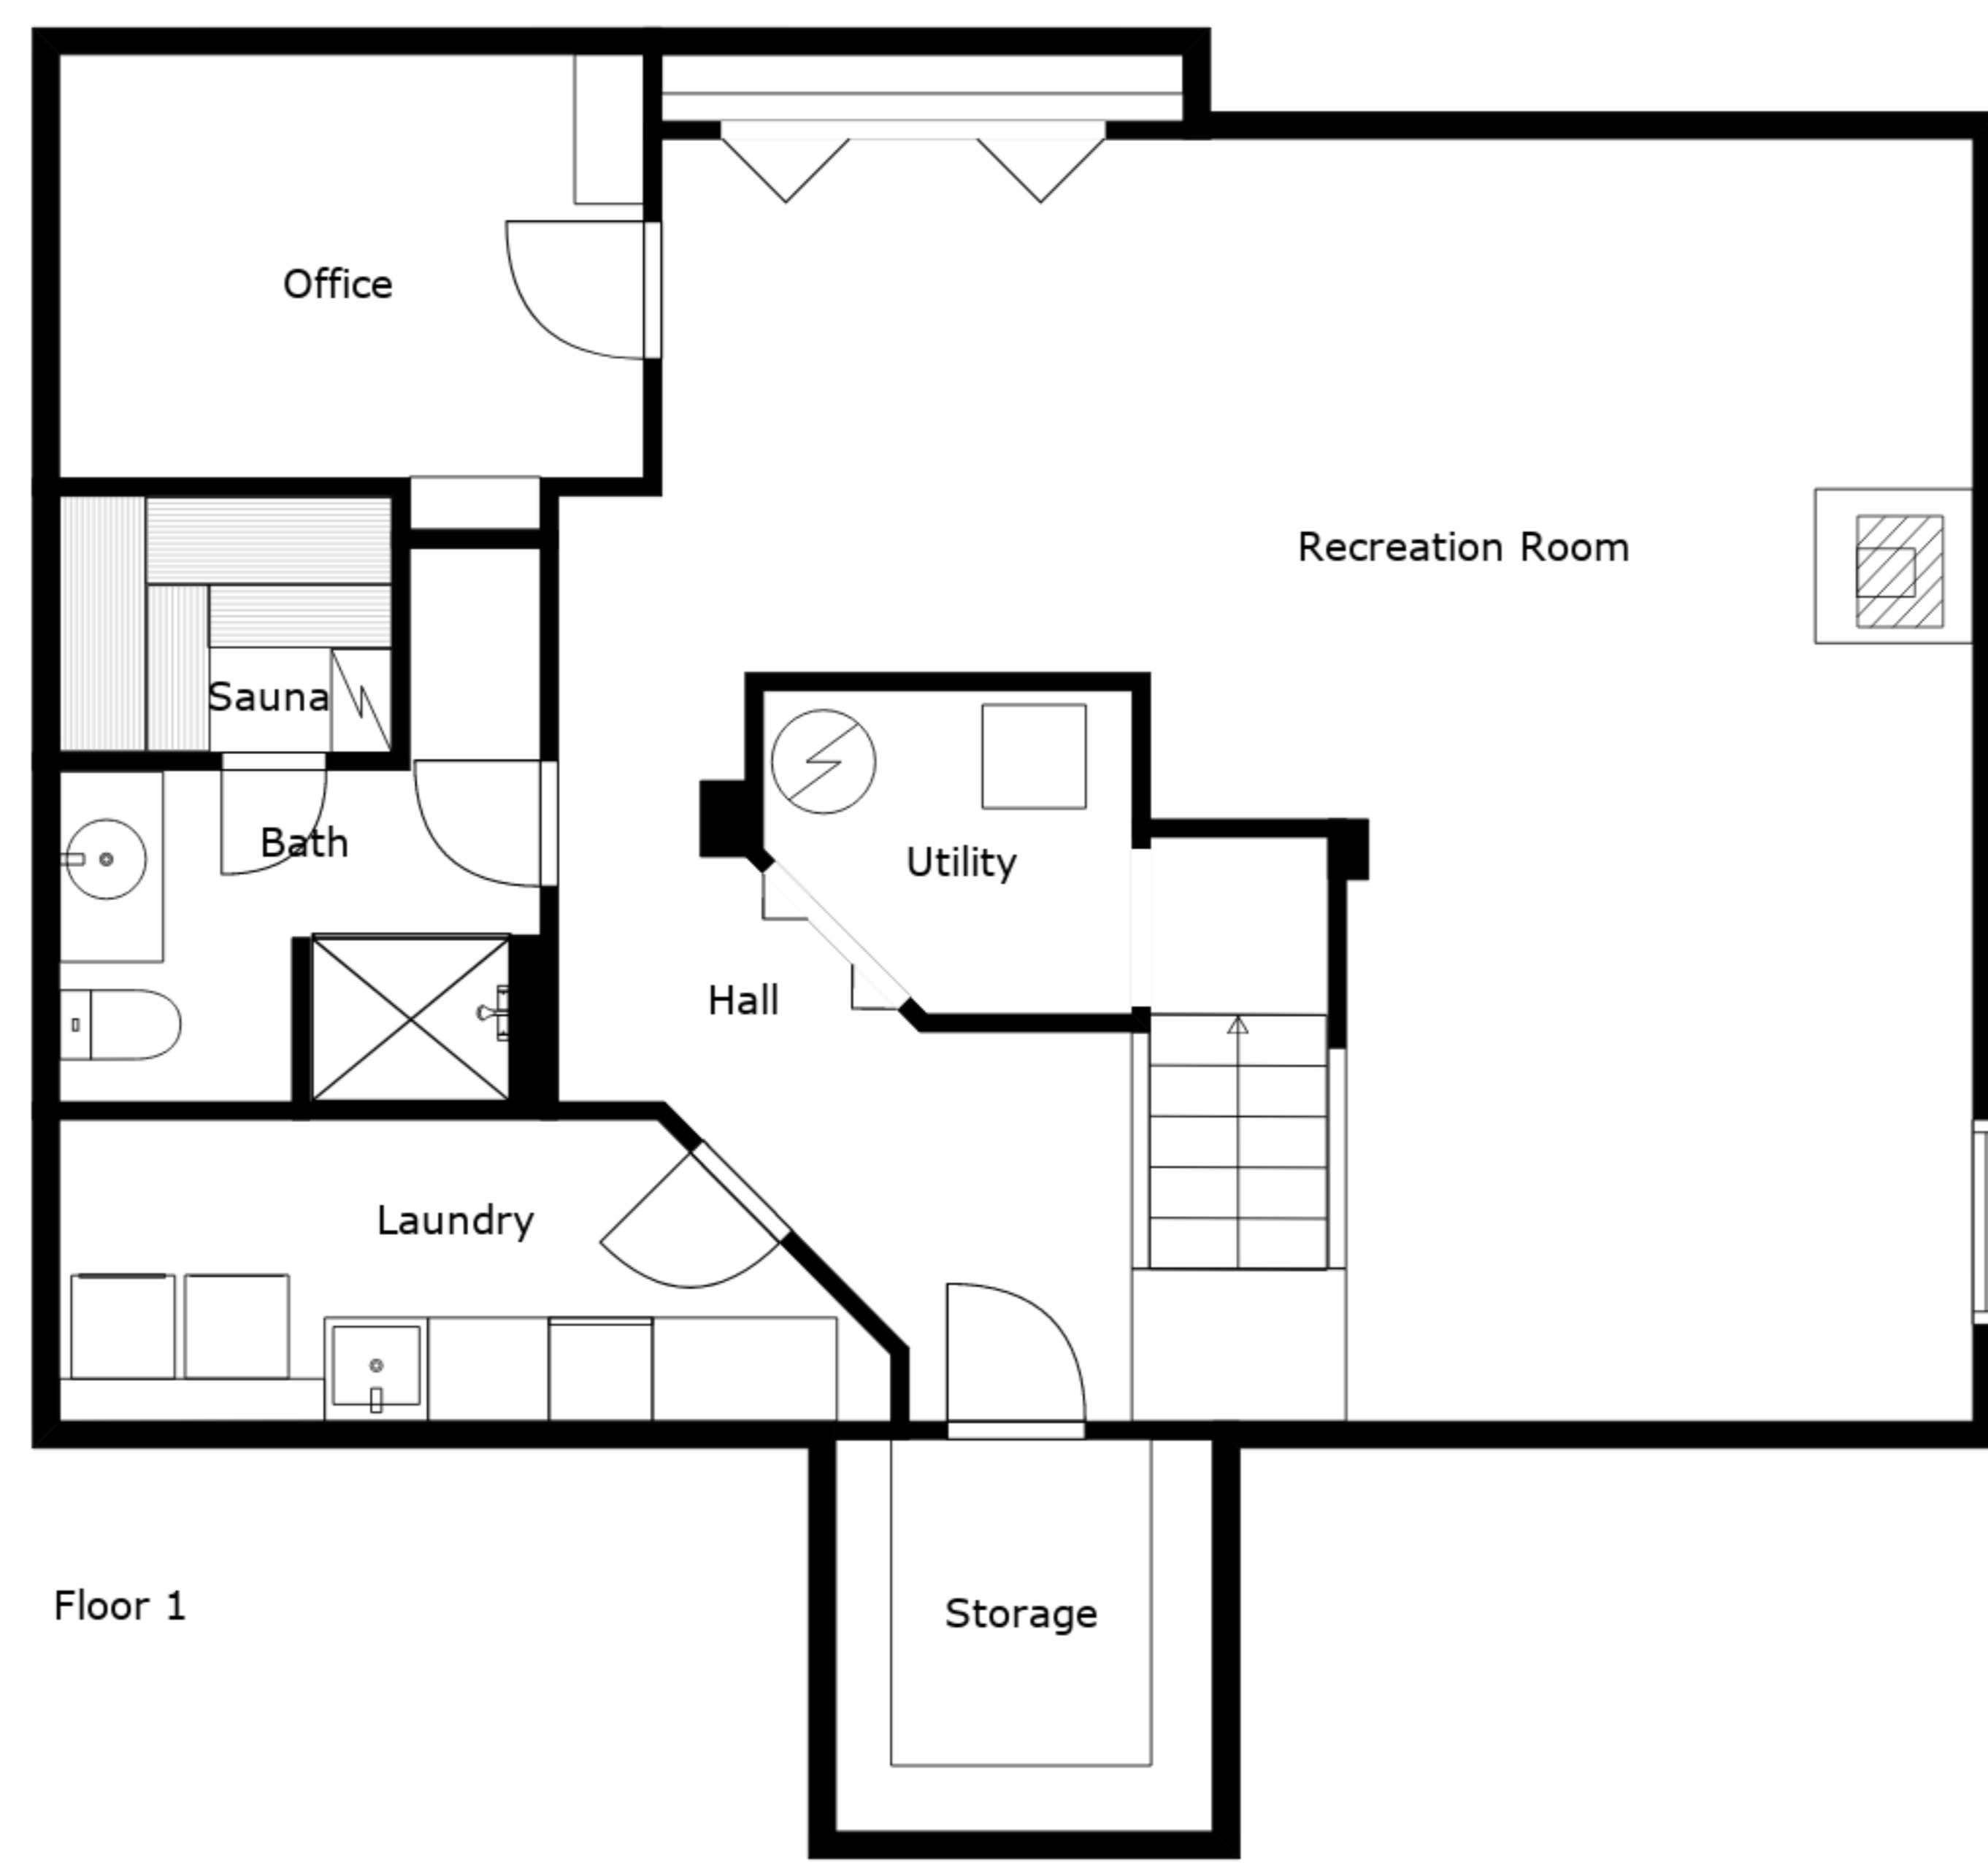 Office
Recreation Room
Sauna
Bath
Utility
Hall
Laundry
Floor 1
Storage